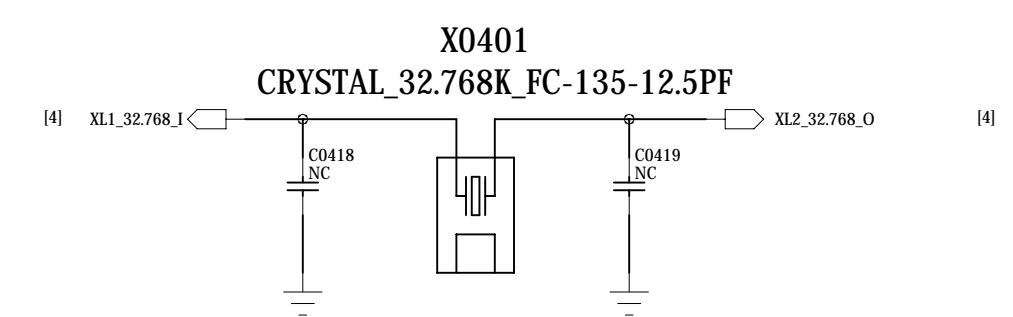 X0401
CRYSTAL_32.768K_FC-135-12.5PF
[4] XL1_32.768_I XL2_32.768_O [4]
C0418 C0419
NC NC